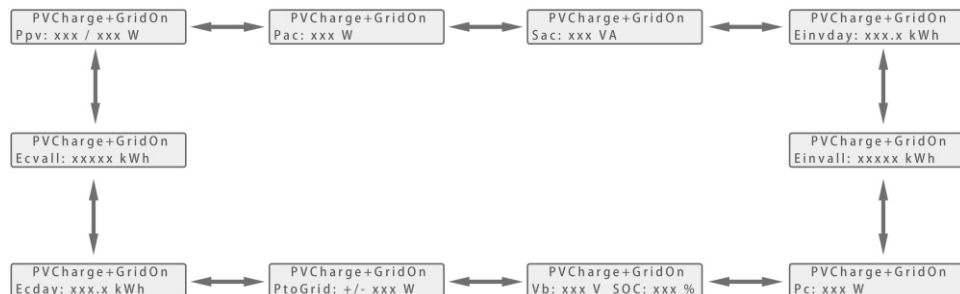 PVCharge+GridOn
Ppv: xxx / xxx W
PVCharge+GridOn
Pac: xxx W
PVCharge+GridOn
Sac: xxx VA
PVCharge+GridOn
Einvday: xxx.x kWh
PVCharge+GridOn
Ecvall: xxxxx kWh
PVCharge+GridOn
Einvall: xxxxx kWh
PVCharge+GridOn
Ecday: xxx.x kWh
PVCharge+GridOn
PtoGrid: +/- xxx W
PVCharge+GridOn
Vb: xxx V SOC: xxx %
PVCharge+GridOn
Pc: xxx W